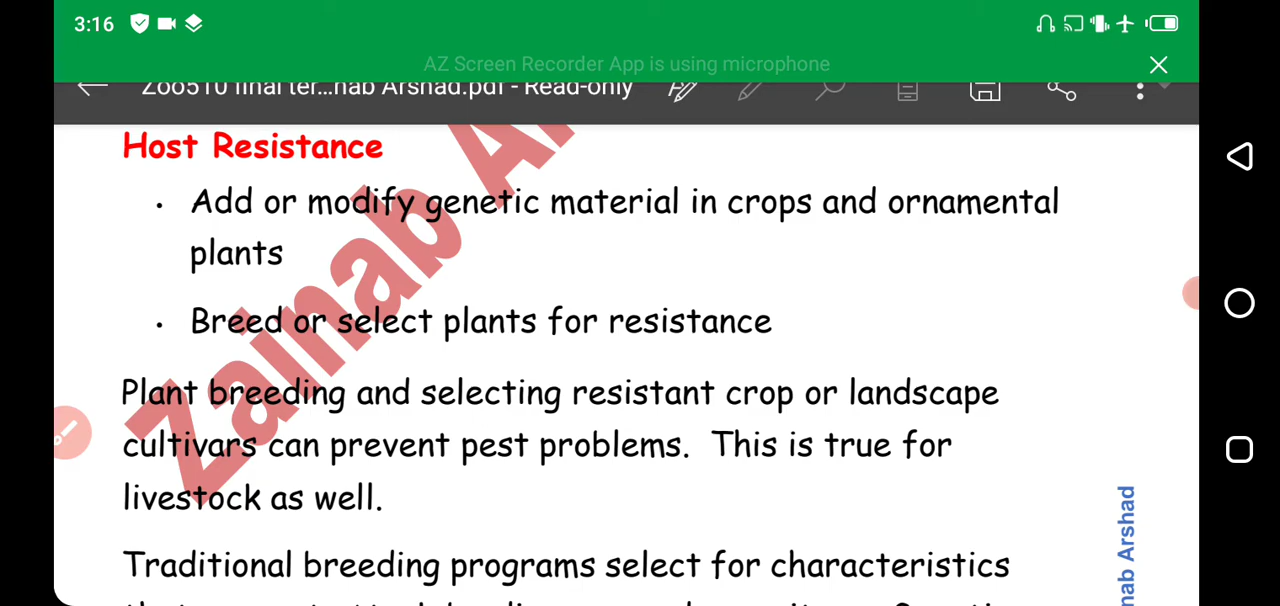 3:16
AZ Screen Recorder App is using microphone
Zoo510 final ter...nab Arshad.pdf - Read-only
Host Resistance
• Add or modify genetic material in crops and ornamental
plants
• Breed or select plants for resistance
Plant breeding and selecting resistant crop or landscape
cultivars can prevent pest problems. This is true for
livestock as well.
Traditional breeding programs select for characteristics
Zainab Ar
nab Arshad